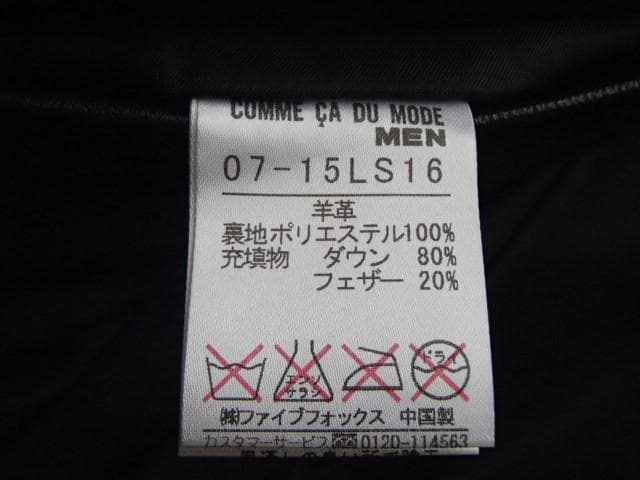 COMME ÇA DU MODE
MEN
07-15LS16
羊革
裏地ポリエステル100%
充填物 ダウン 80%
フェザー 20%
エンソ
サラシ
ドライ
㈱ファイブフォックス 中国製
カスタマーサービス 0120-114563